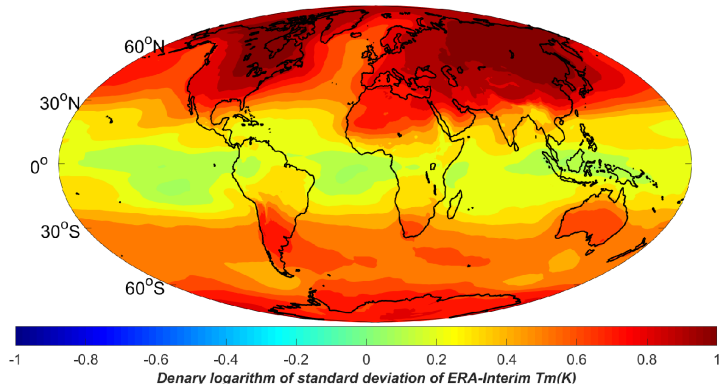 60°N
30°N
0°
30°S
60°S
-1 -0.8 -0.6 -0.4 -0.2 0 0.2 0.4 0.6 0.8 1
Denary logarithm of standard deviation of ERA-Interim Tm(K)